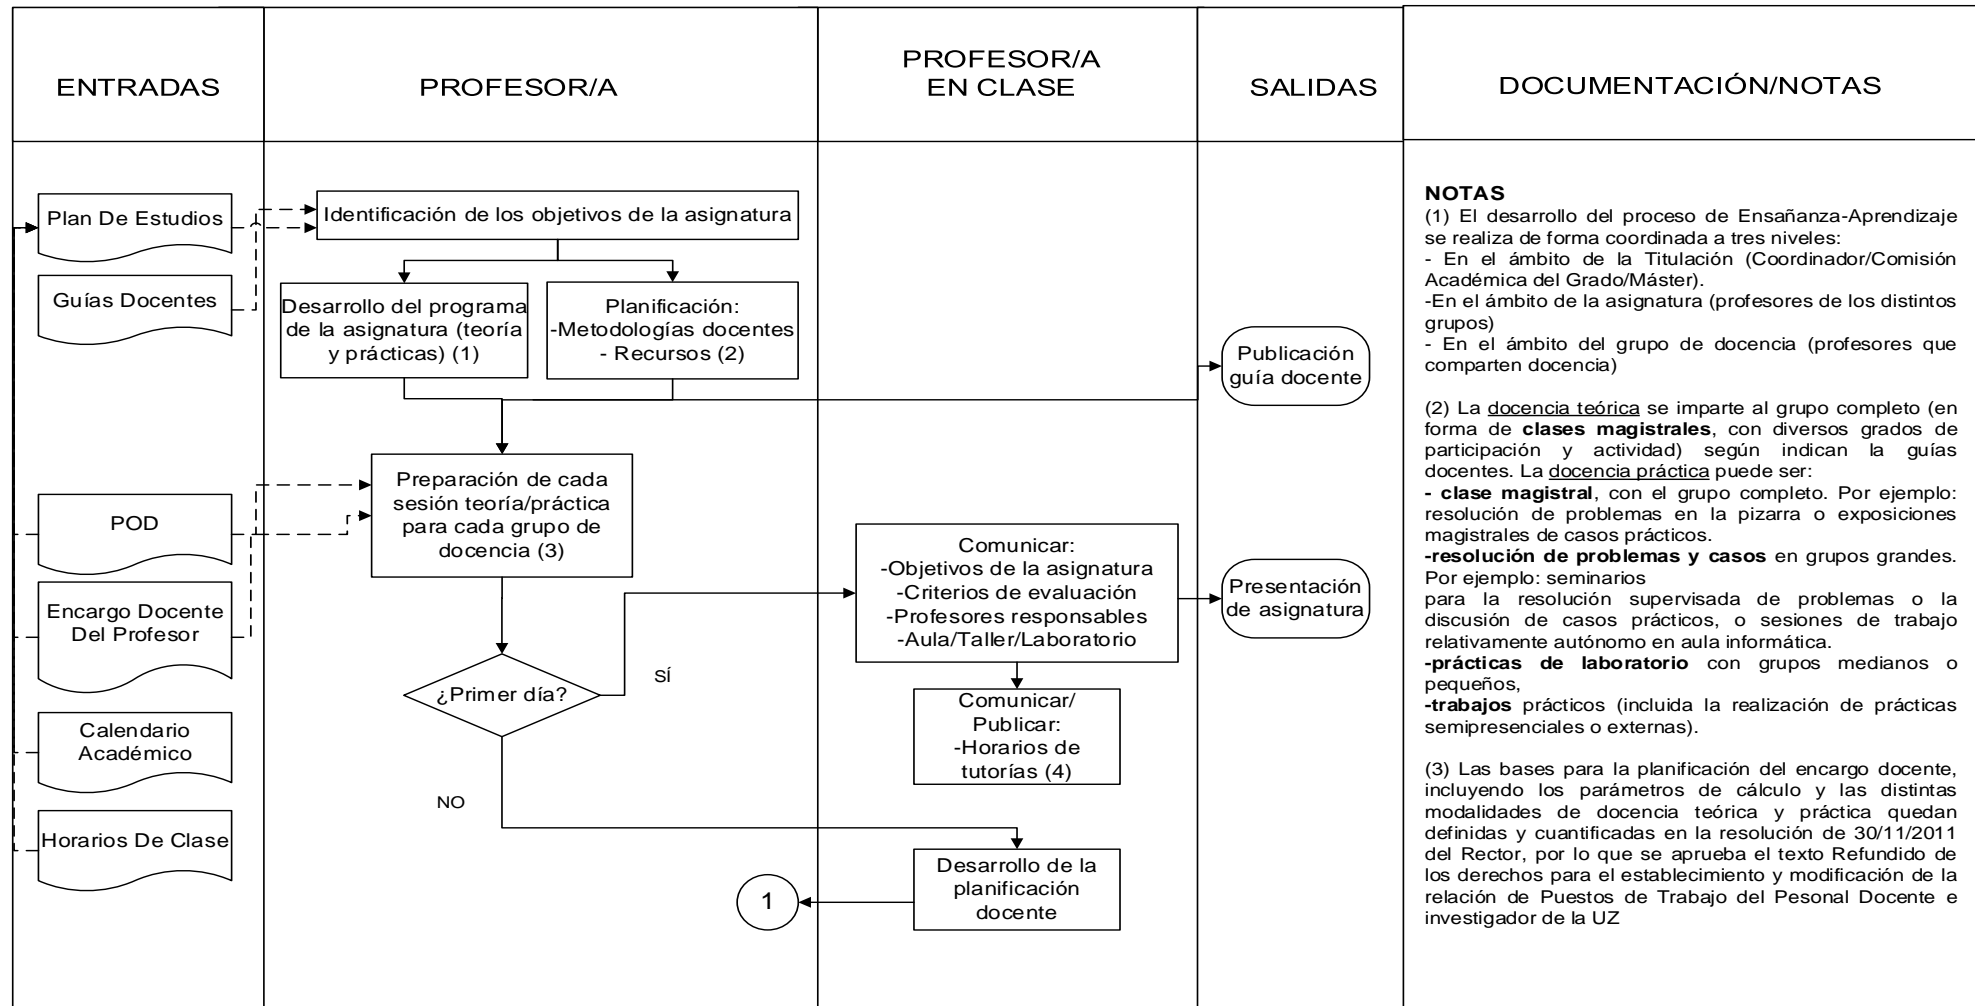 ENTRADAS
PROFESOR/A
PROFESOR/A
EN CLASE
SALIDAS
DOCUMENTACIÓN/NOTAS
Plan De Estudios
Guías Docentes
POD
Encargo Docente
Del Profesor
Calendario
Académico
Horarios De Clase
Identificación de los objetivos de la asignatura
Desarrollo del programa
de la asignatura (teoría
y prácticas) (1)
Planificación:
-Metodologías docentes
- Recursos (2)
Preparación de cada
sesión teoría/práctica
para cada grupo de
docencia (3)
¿Primer día?
SÍ
NO
Comunicar:
-Objetivos de la asignatura
-Criterios de evaluación
-Profesores responsables
-Aula/Taller/Laboratorio
Comunicar/
Publicar:
-Horarios de
tutorías (4)
Desarrollo de la
planificación
docente
1
Publicación
guía docente
Presentación
de asignatura
NOTAS
(1) El desarrollo del proceso de Ensañanza-Aprendizaje
se realiza de forma coordinada a tres niveles:
- En el ámbito de la Titulación (Coordinador/Comisión
Académica del Grado/Máster).
-En el ámbito de la asignatura (profesores de los distintos
grupos)
- En el ámbito del grupo de docencia (profesores que
comparten docencia)
(2) La docencia teórica se imparte al grupo completo (en
forma de clases magistrales, con diversos grados de
participación y actividad) según indican la guías
docentes. La docencia práctica puede ser:
- clase magistral, con el grupo completo. Por ejemplo:
resolución de problemas en la pizarra o exposiciones
magistrales de casos prácticos.
-resolución de problemas y casos en grupos grandes.
Por ejemplo: seminarios
para la resolución supervisada de problemas o la
discusión de casos prácticos, o sesiones de trabajo
relativamente autónomo en aula informática.
-prácticas de laboratorio con grupos medianos o
pequeños,
-trabajos prácticos (incluida la realización de prácticas
semipresenciales o externas).
(3) Las bases para la planificación del encargo docente,
incluyendo los parámetros de cálculo y las distintas
modalidades de docencia teórica y práctica quedan
definidas y cuantificadas en la resolución de 30/11/2011
del Rector, por lo que se aprueba el texto Refundido de
los derechos para el establecimiento y modificación de la
relación de Puestos de Trabajo del Pesonal Docente e
investigador de la UZ